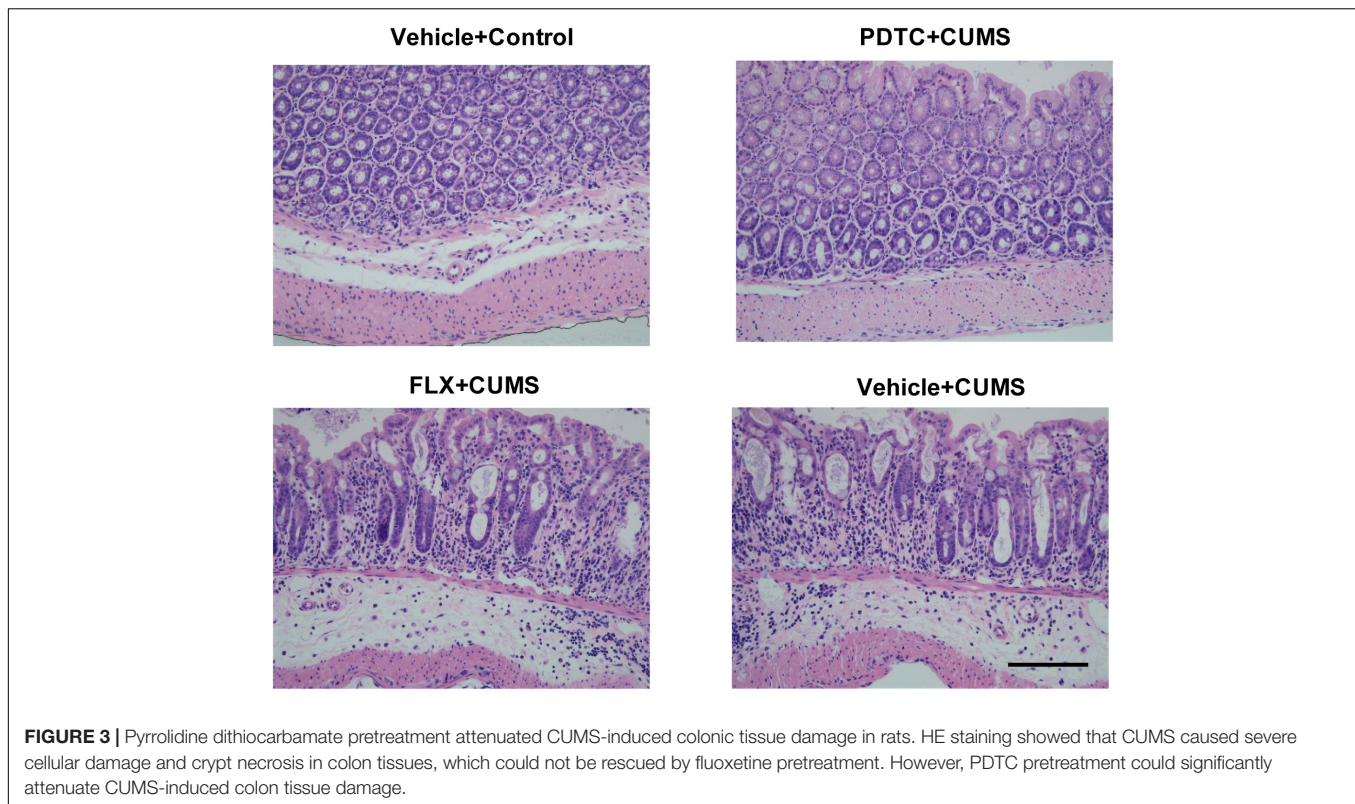 Vehicle+Control
PDTC+CUMS
FLX+CUMS
Vehicle+CUMS
FIGURE 3 | Pyrrolidine dithiocarbamate pretreatment attenuated CUMS-induced colonic tissue damage in rats. HE staining showed that CUMS caused severe
cellular damage and crypt necrosis in colon tissues, which could not be rescued by fluoxetine pretreatment. However, PDTC pretreatment could significantly
attenuate CUMS-induced colon tissue damage.